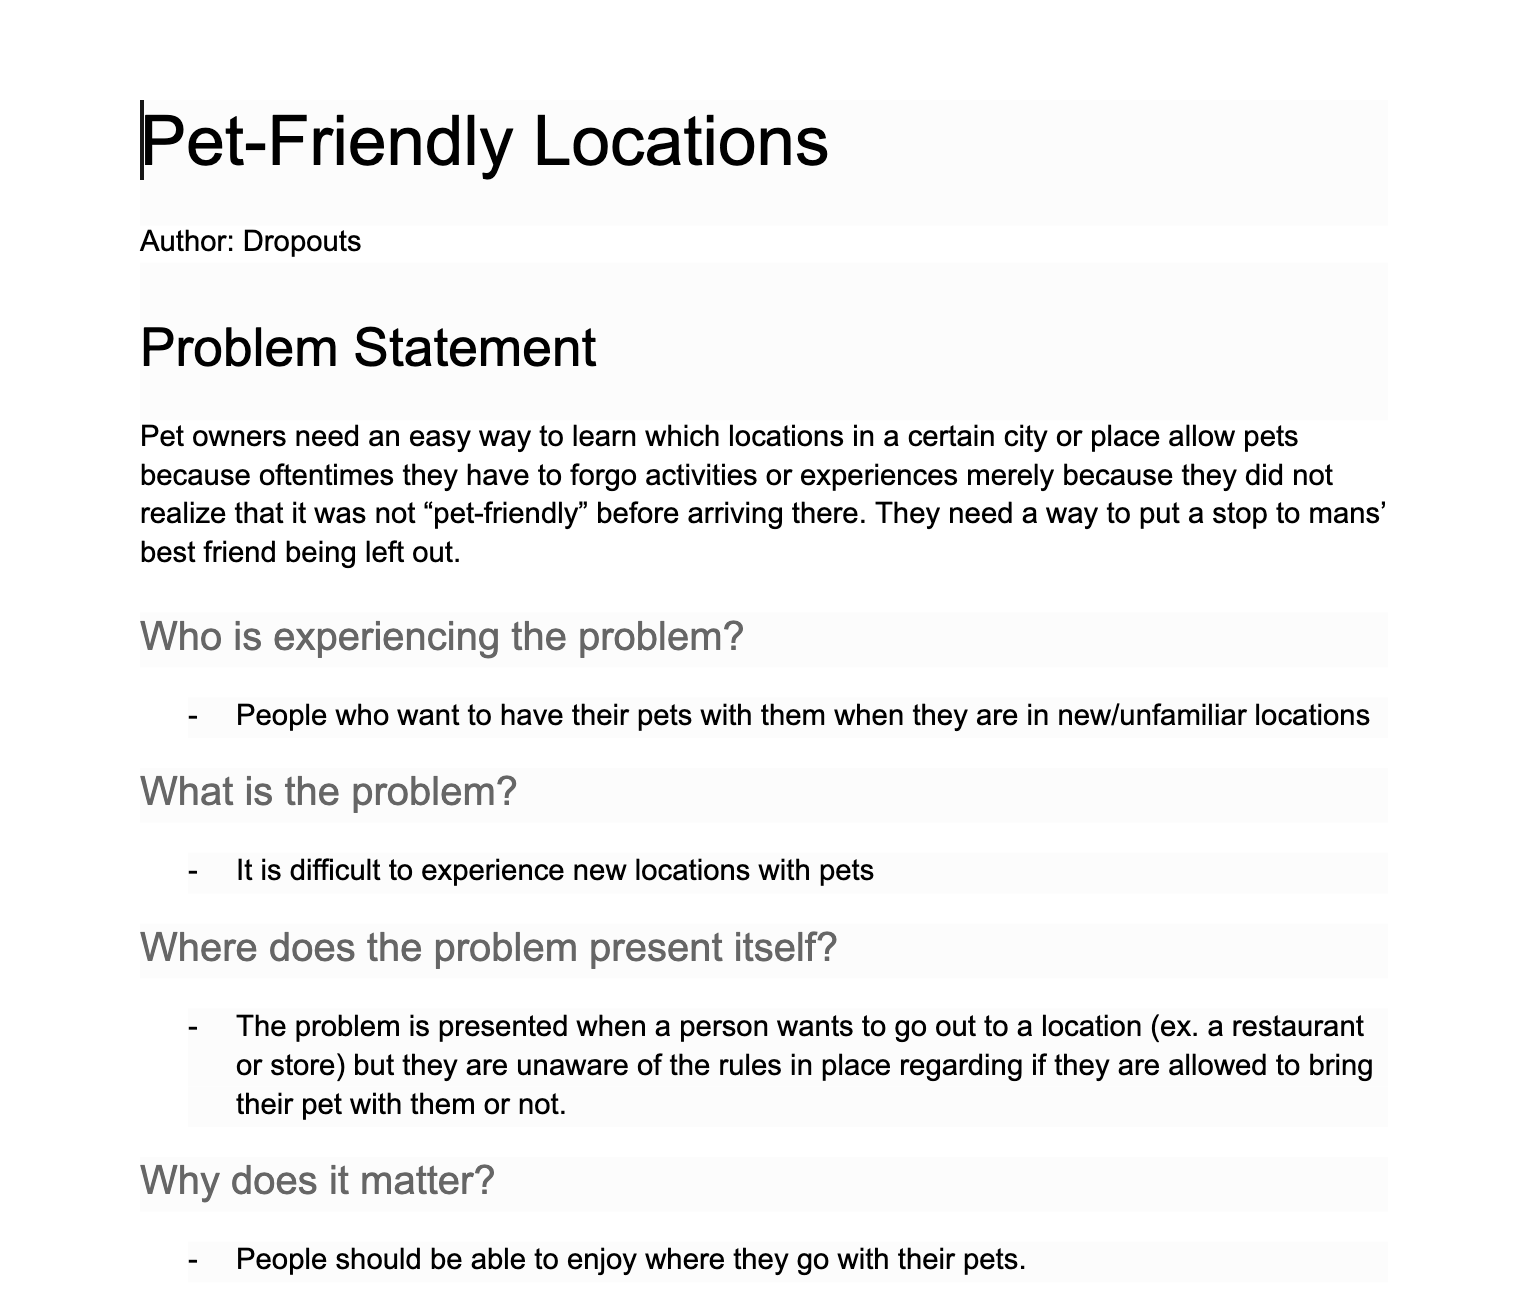 Pet-Friendly Locations
Author: Dropouts
Problem Statement
Pet owners need an easy way to learn which locations in a certain city or place allow pets
because oftentimes they have to forgo activities or experiences merely because they did not
realize that it was not “pet-friendly” before arriving there. They need a way to put a stop to mans’
best friend being left out.
Who is experiencing the problem?
- People who want to have their pets with them when they are in new/unfamiliar locations
What is the problem?
- It is difficult to experience new locations with pets
Where does the problem present itself?
- The problem is presented when a person wants to go out to a location (ex. a restaurant
or store) but they are unaware of the rules in place regarding if they are allowed to bring
their pet with them or not.
Why does it matter?
- People should be able to enjoy where they go with their pets.